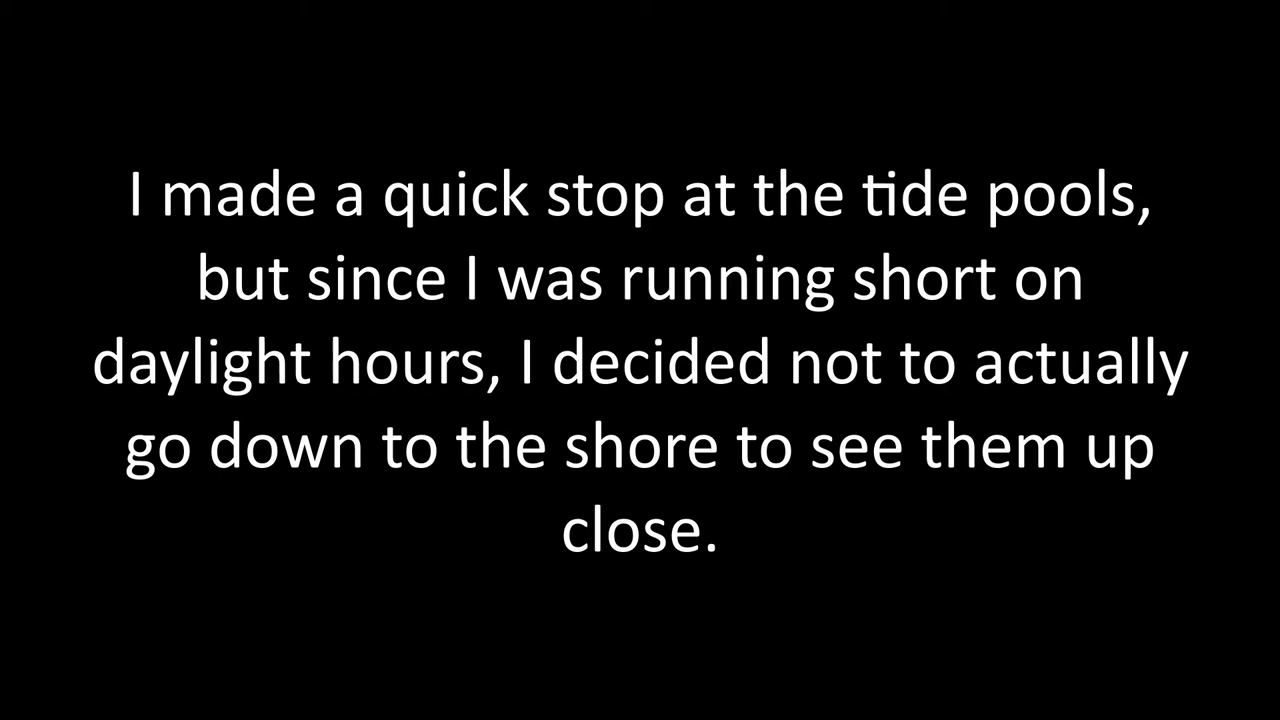 I made a quick stop at the tide pools,
but since I was running short on
daylight hours, I decided not to actually
go down to the shore to see them up
close.